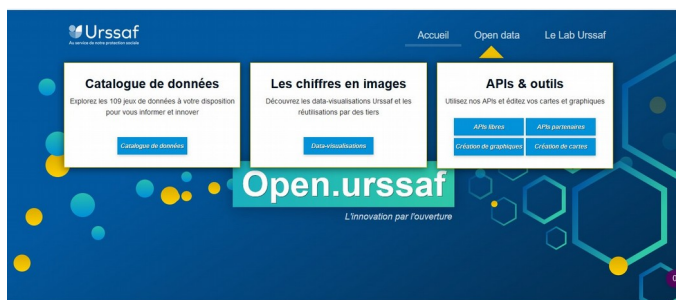 Urssaf
Au service de notre protection sociale
Accueil
Open data
Le Lab Urssaf
Catalogue de données
Explorez les 109 jeux de données à votre disposition
pour vous informer et innover
Catalogue de données
Les chiffres en images
Découvrez les data-visualisations Urssaf et les
réutilisations par des tiers
Data-visualisations
APIs & outils
Utilisez nos APIs et éditez vos cartes et graphiques
APIs libres
APIs partenaires
Création de graphiques
Création de cartes
Open.urssaf
L'innovation par l'ouverture